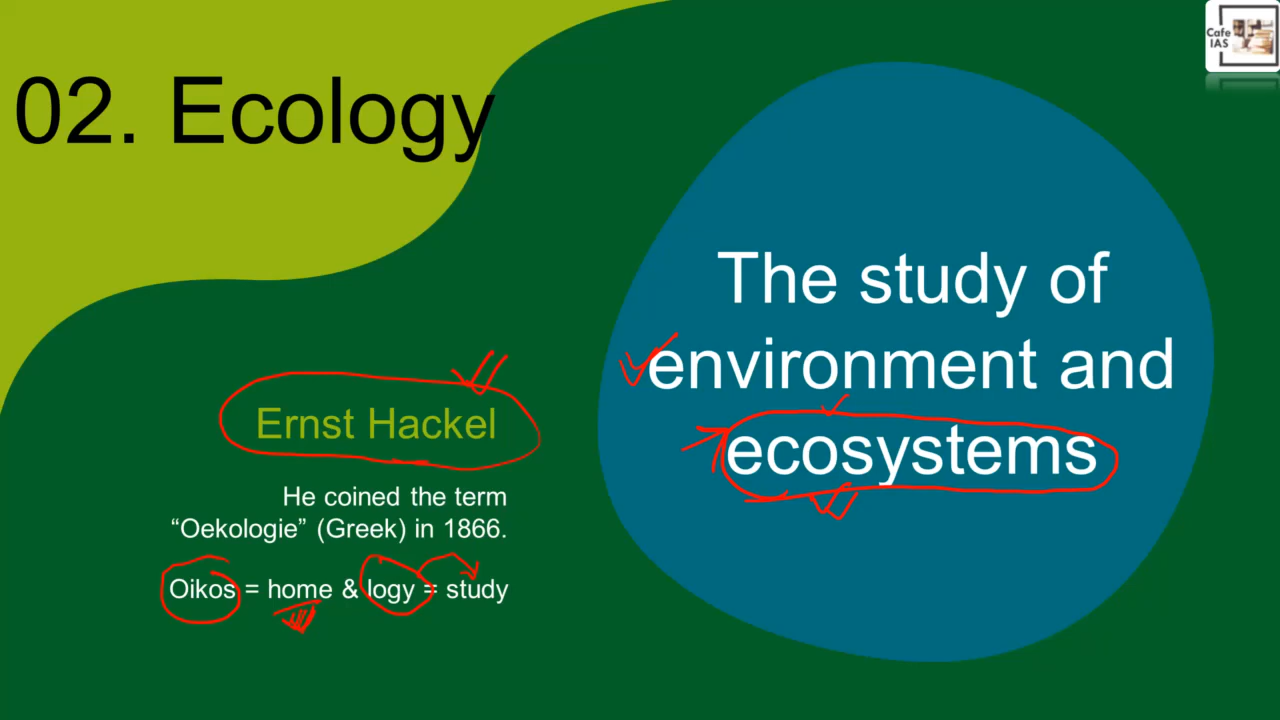 Cafe
IAS
02. Ecology
The study of
environment and
ecosystems
Ernst Hackel
He coined the term
“Oekologie” (Greek) in 1866.
Oikos = home & logy = study